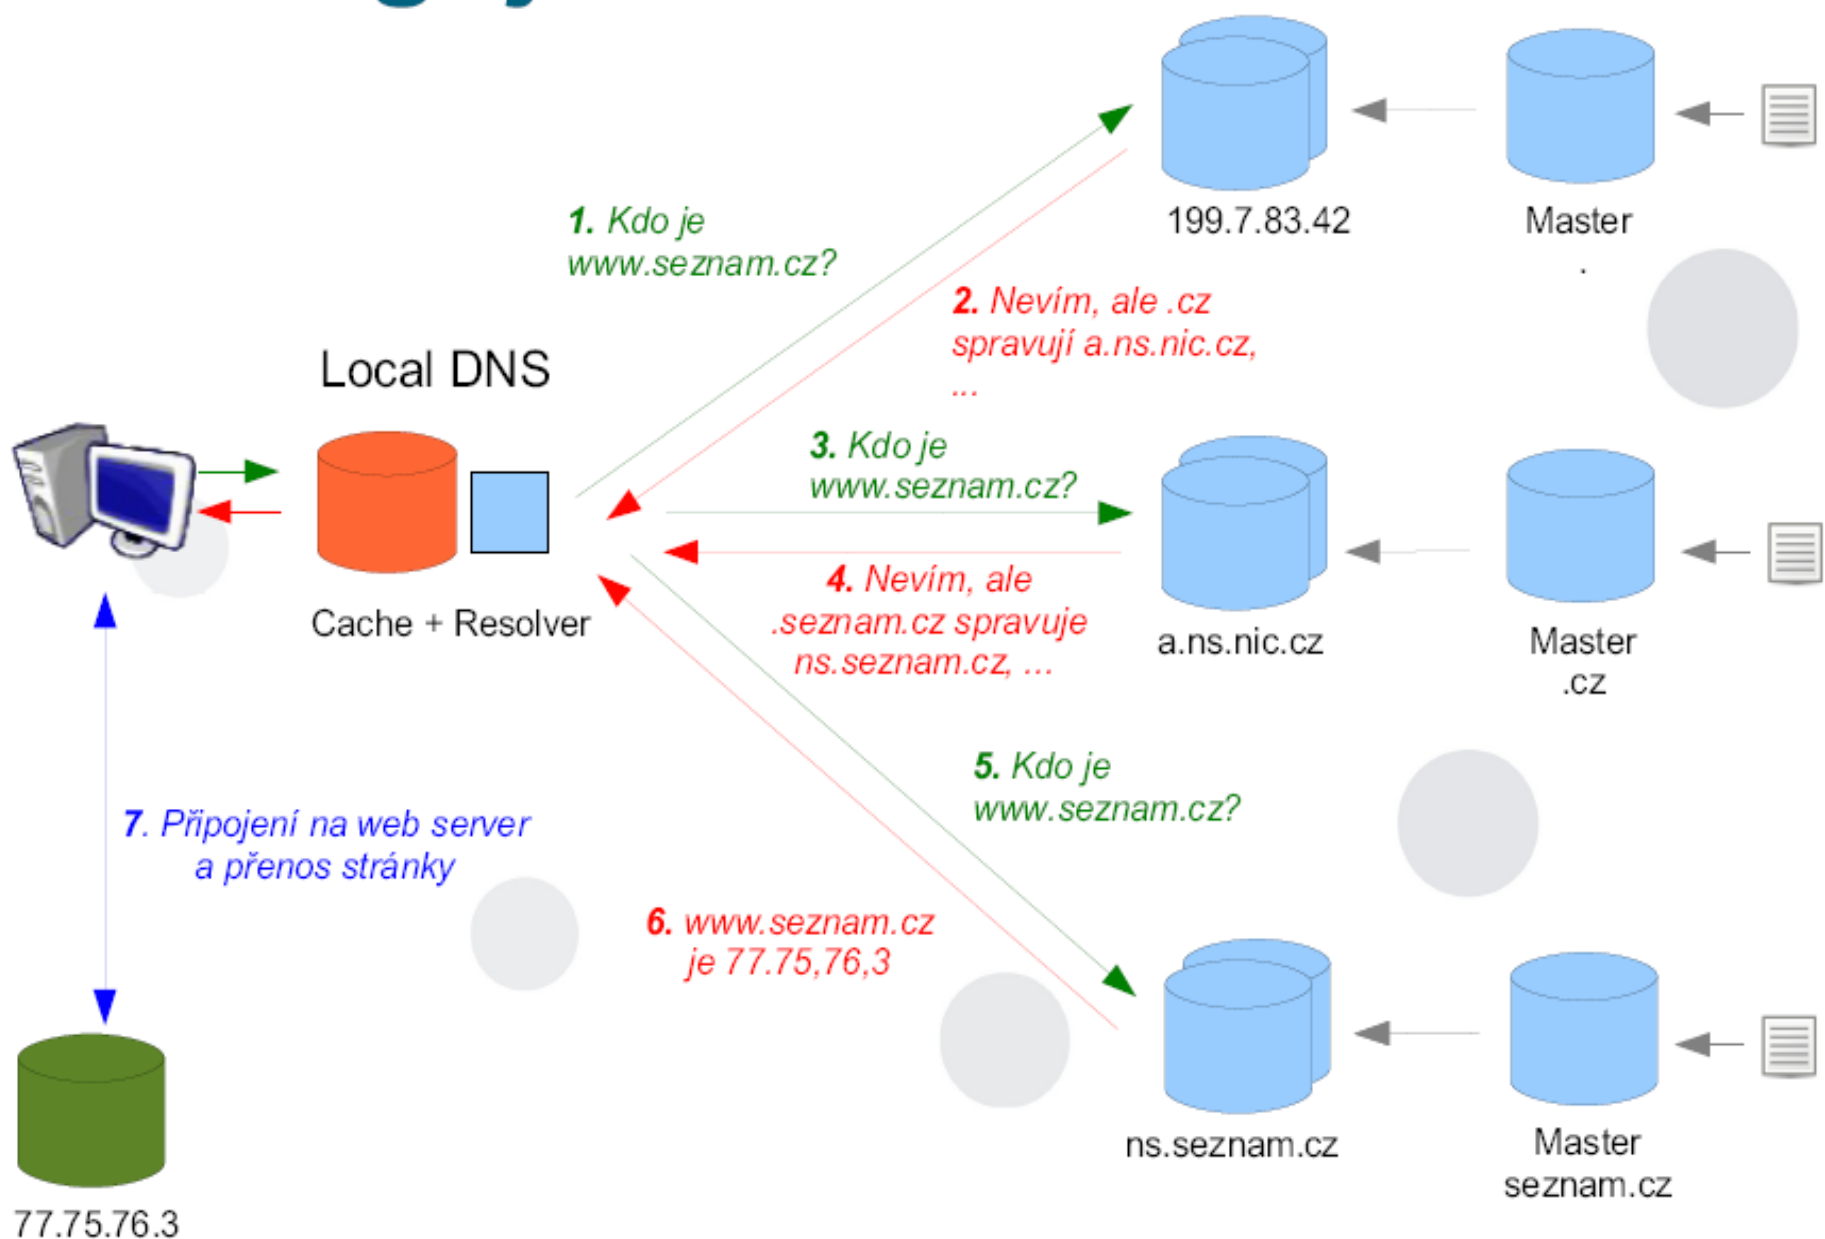 199.7.83.42
Master
.
1. Kdo je
www.seznam.cz?
2. Nevím, ale .cz
spravují a.ns.nic.cz,
...
Local DNS
Cache + Resolver
3. Kdo je
www.seznam.cz?
4. Nevím, ale
.seznam.cz spravuje
ns.seznam.cz, ...
a.ns.nic.cz
Master
.cz
5. Kdo je
www.seznam.cz?
7. Připojení na web server
a přenos stránky
6. www.seznam.cz
je 77.75,76,3
ns.seznam.cz
Master
seznam.cz
77.75.76.3